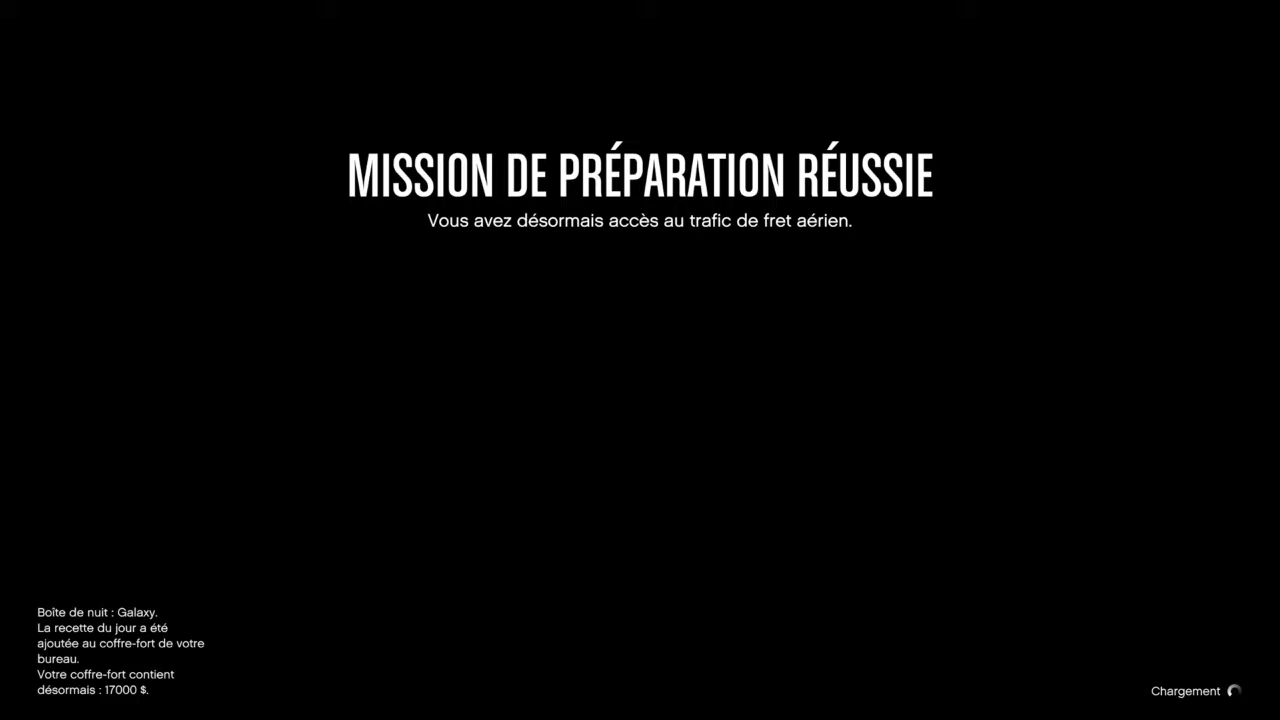 MISSION DE PRÉPARATION RÉUSSIE
Vous avez désormais accès au trafic de fret aérien.
Boîte de nuit : Galaxy.
La recette du jour a été
ajoutée au coffre-fort de votre
bureau.
Votre coffre-fort contient
désormais : 17000 $.
Chargement